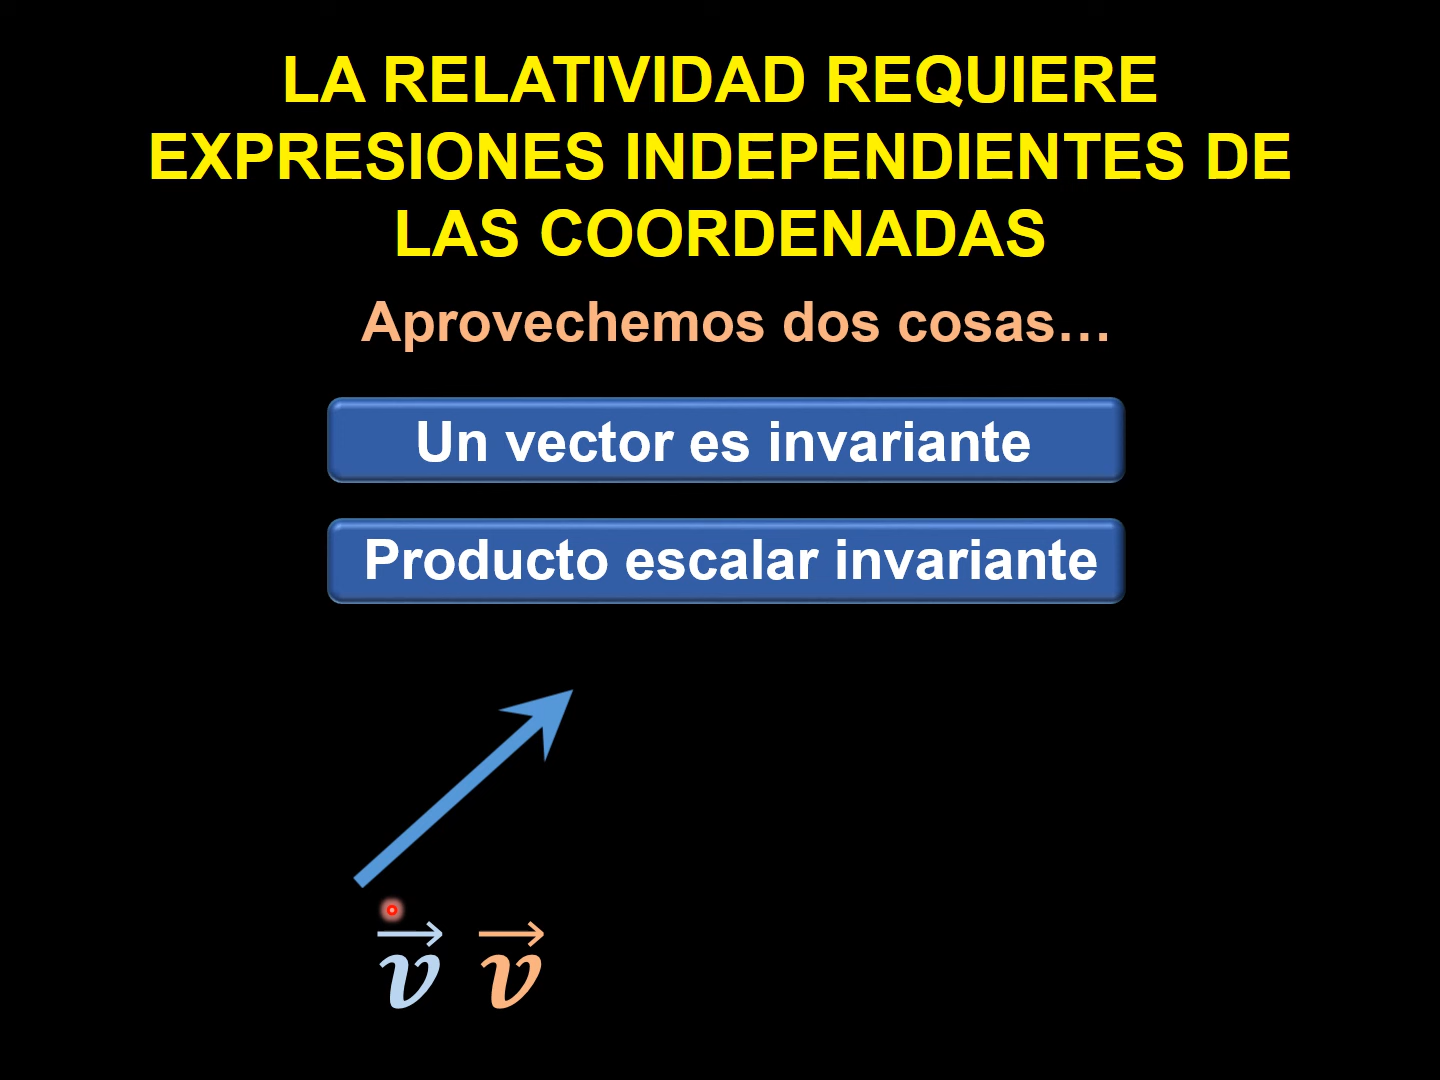 LA RELATIVIDAD REQUIERE
EXPRESIONES INDEPENDIENTES DE
LAS COORDENADAS
Aprovechemos dos cosas…
Un vector es invariante
Producto escalar invariante
v⃗ v⃗